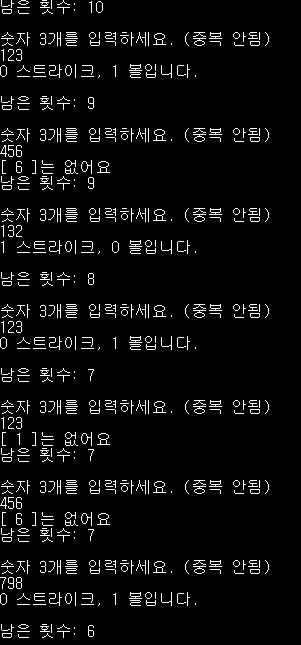 남은 횟수: 10
숫자 3개를 입력하세요. (중복 안됨)
123
0 스트라이크, 1 볼입니다.
남은 횟수: 9
숫자 3개를 입력하세요. (중복 안됨)
456
[ 6 ]는 없어요
남은 횟수: 9
숫자 3개를 입력하세요. (중복 안됨)
132
1 스트라이크, 0 볼입니다.
남은 횟수: 8
숫자 3개를 입력하세요. (중복 안됨)
123
0 스트라이크, 1 볼입니다.
남은 횟수: 7
숫자 3개를 입력하세요. (중복 안됨)
123
[ 1 ]는 없어요
남은 횟수: 7
숫자 3개를 입력하세요. (중복 안됨)
456
[ 6 ]는 없어요
남은 횟수: 7
숫자 3개를 입력하세요. (중복 안됨)
798
0 스트라이크, 1 볼입니다.
남은 횟수: 6